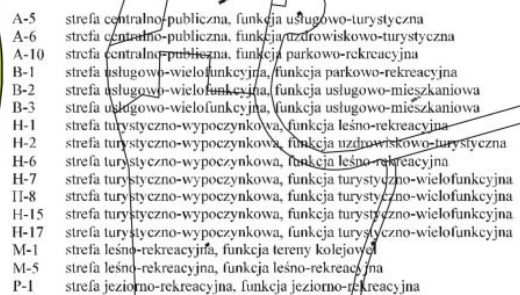 A-5 strefa centralno-publiczna, funkcja usługowo-turystyczna
A-6 strefa centralno-publiczna, funkcja uzdrowiskowo-turystyczna
A-10 strefa centralno-publiczna, funkcja parkowo-rekreacyjna
B-1 strefa usługowo-wielofunkcyjna, funkcja parkowo-rekreacyjna
B-2 strefa usługowo-wielofunkcyjna, funkcja usługowo-mieszkaniowa
B-3 strefa usługowo-wielofunkcyjna, funkcja usługowo-mieszkaniowa
H-1 strefa turystyczno-wypoczynkowa, funkcja leśno-rekreacyjna
H-2 strefa turystyczno-wypoczynkowa, funkcja uzdrowiskowo-turystyczna
H-6 strefa turystyczno-wypoczynkowa, funkcja leśno-rekreacyjna
H-7 strefa turystyczno-wypoczynkowa, funkcja turystyczno-wielofunkcyjna
H-8 strefa turystyczno-wypoczynkowa, funkcja turystyczno-wielofunkcyjna
H-15 strefa turystyczno-wypoczynkowa, funkcja turystyczno-wielofunkcyjna
H-17 strefa turystyczno-wypoczynkowa, funkcja turystyczno-wielofunkcyjna
M-1 strefa leśno-rekreacyjna, funkcja tereny kolejowe
M-5 strefa leśno-rekreacyjna, funkcja leśno-rekreacyjna
P-1 strefa jeziorno-rekreacyjna, funkcja jeziorno-rekreacyjna